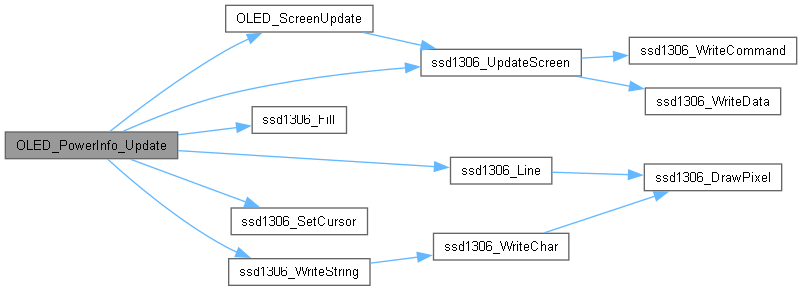 OLED_ScreenUpdate
ssd1306_WriteCommand
ssd1306_UpdateScreen
ssd1306_WriteData
ssd1306_Fill
OLED_PowerInfo_Update
ssd1306_Line
ssd1306_DrawPixel
ssd1306_SetCursor
ssd1306_WriteChar
ssd1306_WriteString